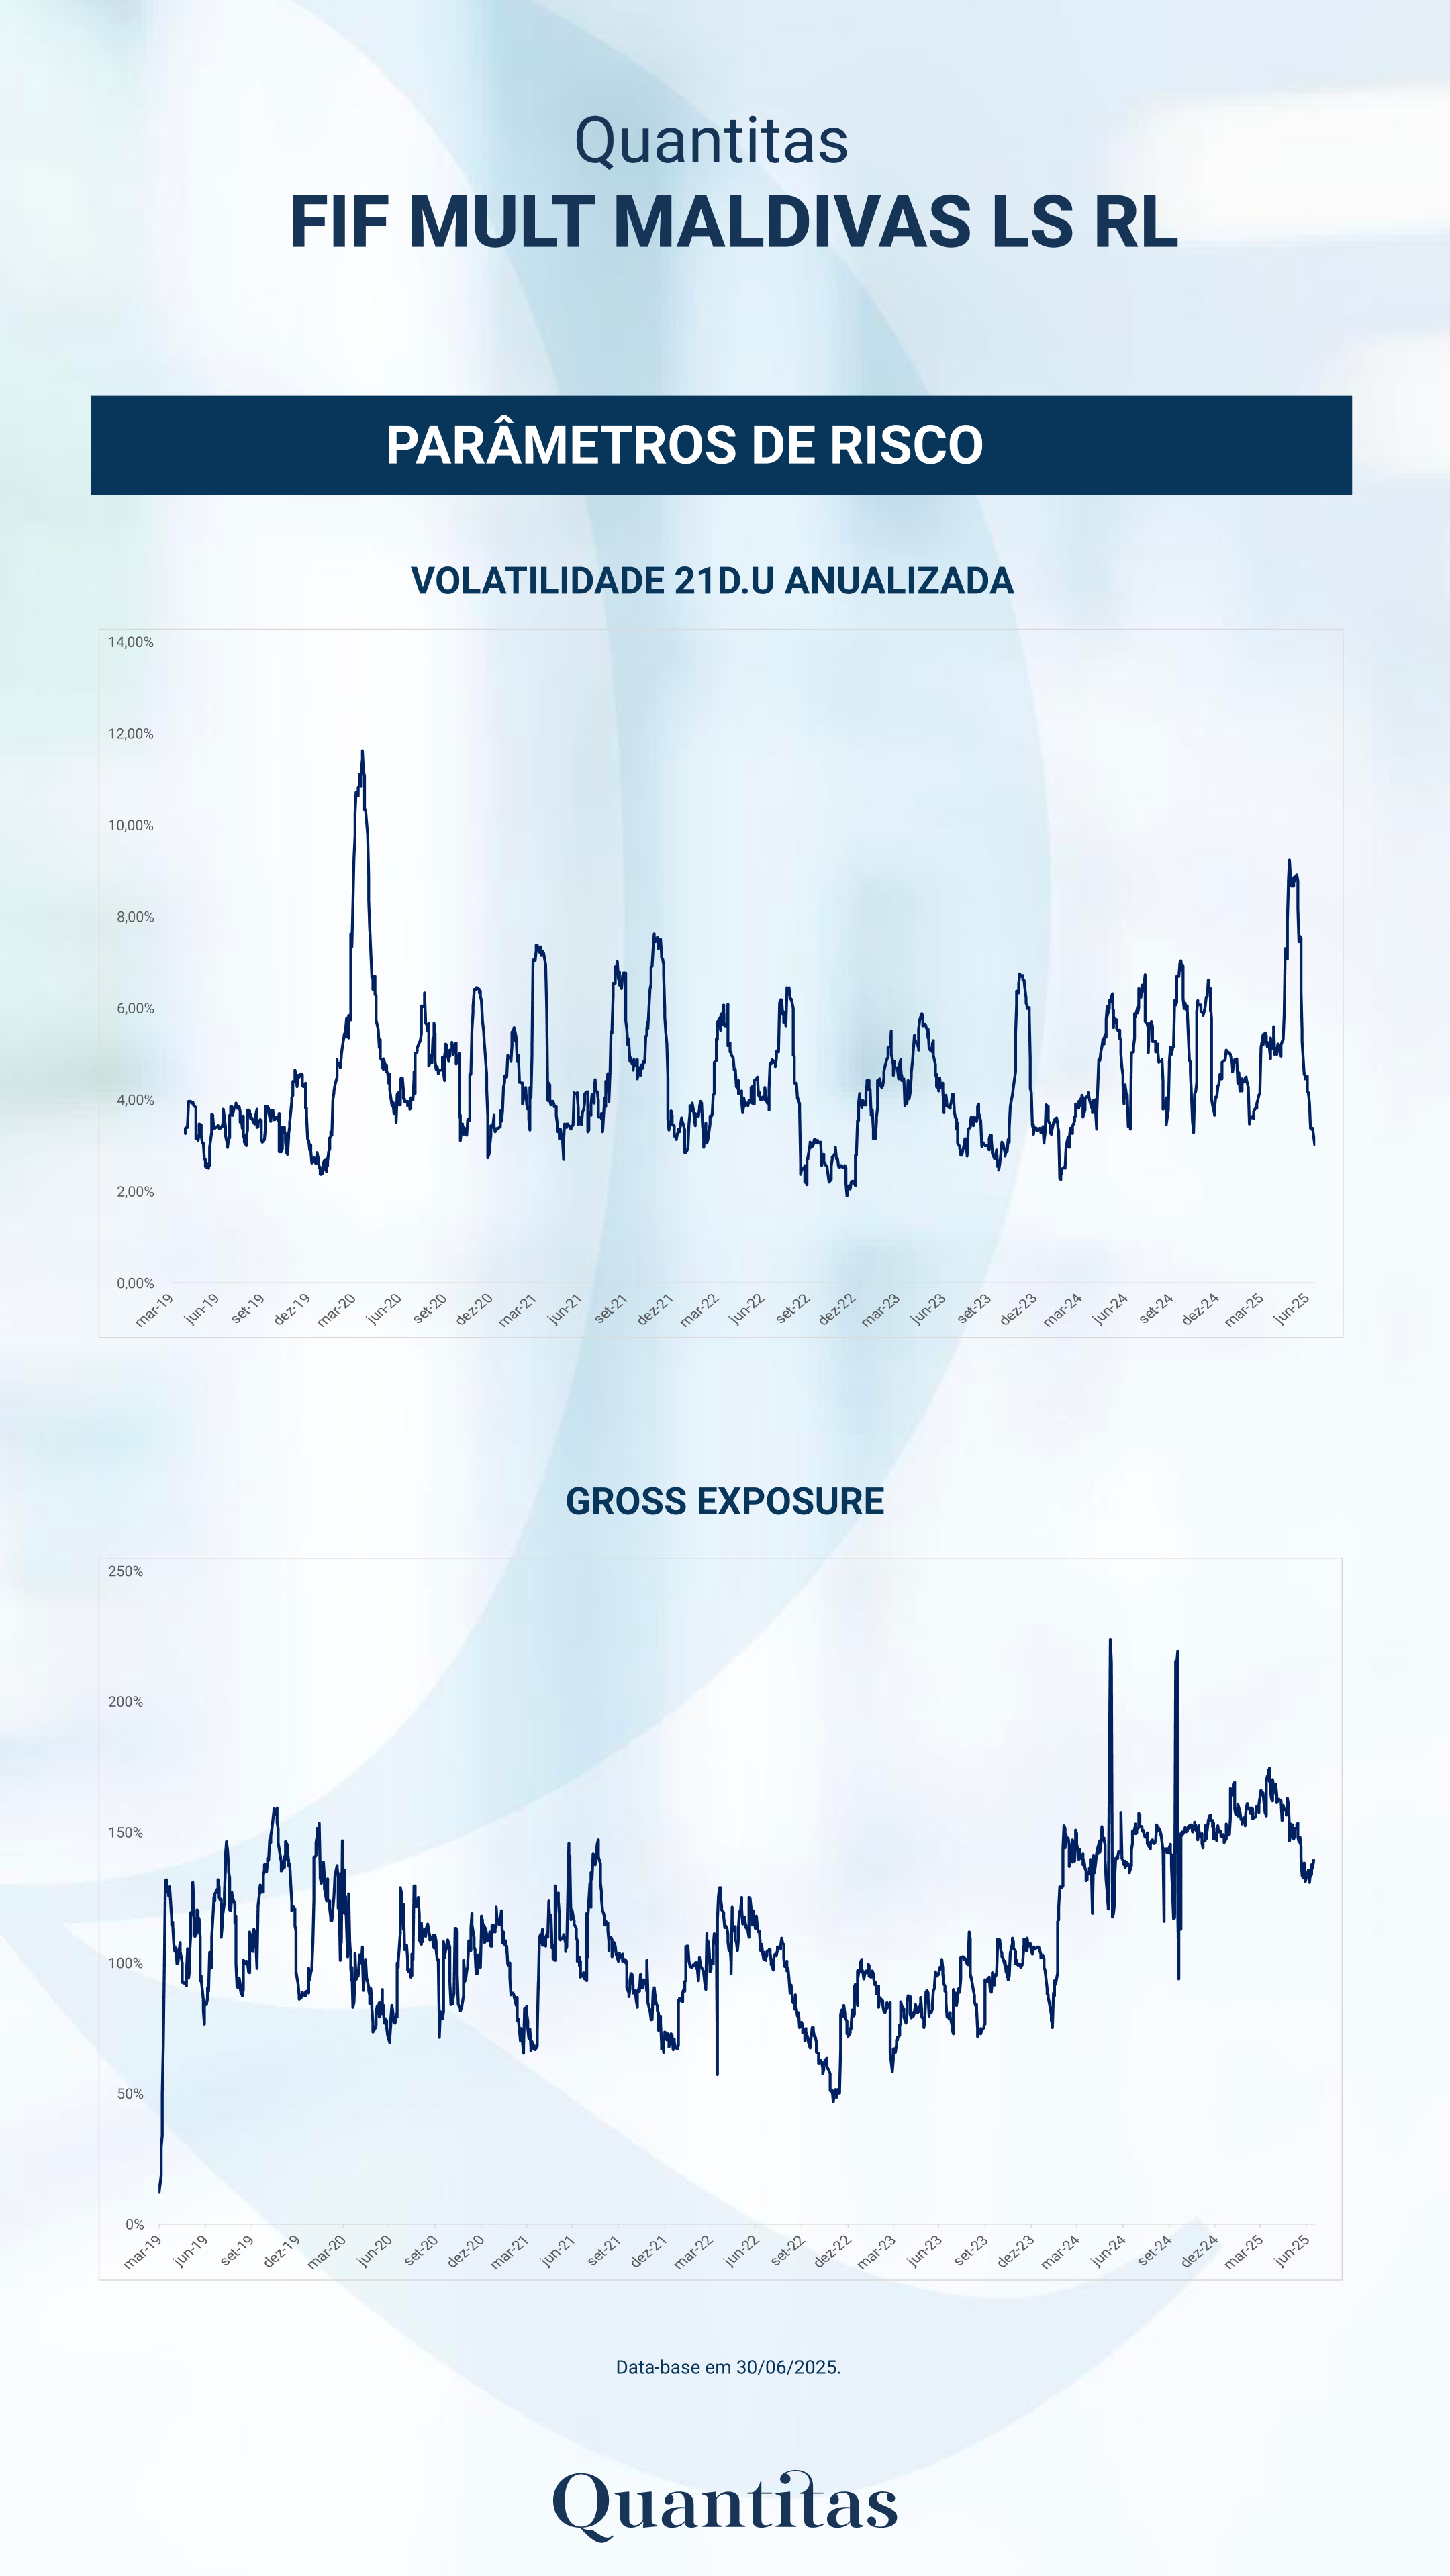 Quantitas
FIF MULT MALDIVAS LS RL
PARÂMETROS DE RISCO
VOLATILIDADE 21D.U ANUALIZADA
14,00%
12,00%
10,00%
8,00%
6,00%
4,00%
2,00%
0,00%
mar-19 jun-19 set-19 dez-19 mar-20 jun-20 set-20 dez-20 mar-21 jun-21 set-21 dez-21 mar-22 jun-22 set-22 dez-22 mar-23 jun-23 set-23 dez-23 mar-24 jun-24 set-24 dez-24 mar-25 jun-25
GROSS EXPOSURE
250%
200%
150%
100%
50%
0%
mar-19 jun-19 set-19 dez-19 mar-20 jun-20 set-20 dez-20 mar-21 jun-21 set-21 dez-21 mar-22 jun-22 set-22 dez-22 mar-23 jun-23 set-23 dez-23 mar-24 jun-24 set-24 dez-24 mar-25 jun-25
Data-base em 30/06/2025.
Quantitas